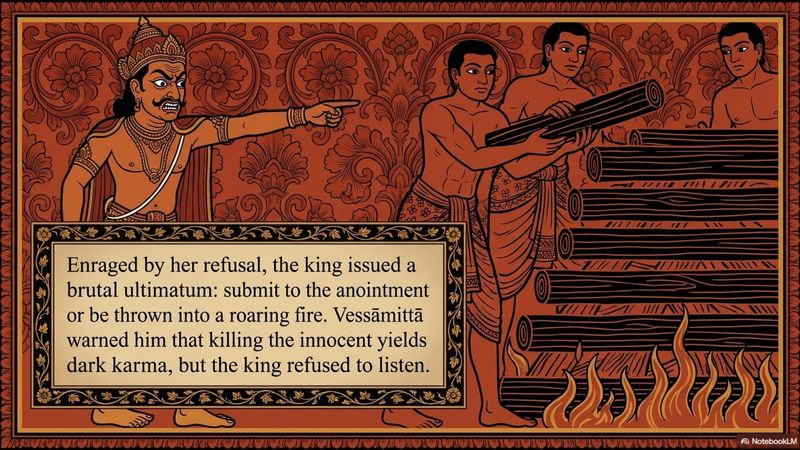 Enraged by her refusal, the king issued a
brutal ultimatum: submit to the anointment
or be thrown into a roaring fire. Vessāmittā
warned him that killing the innocent yields
dark karma, but the king refused to listen.
NotebookLM